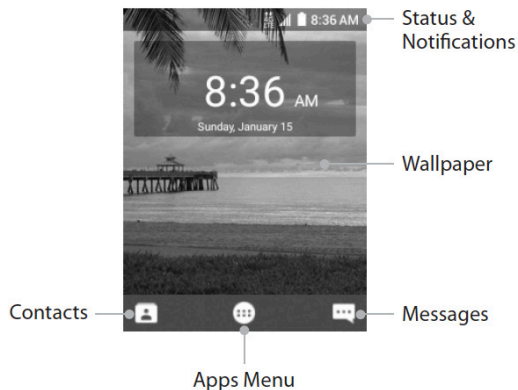 8:36 AM
Status &
Notifications
8:36 AM
Sunday, January 15
Wallpaper
Contacts
Messages
Apps Menu